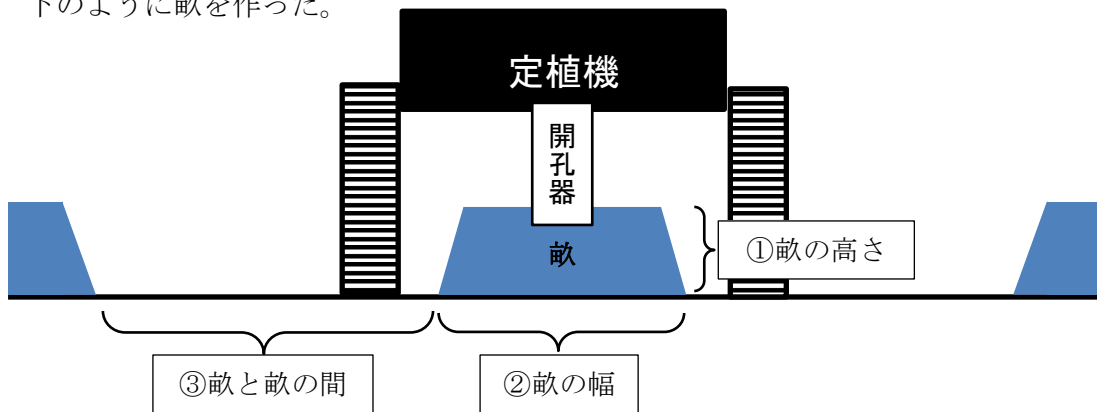 下のように畝を作った。
定植機
開孔器
畝
①畝の高さ
③畝と畝の間
②畝の幅